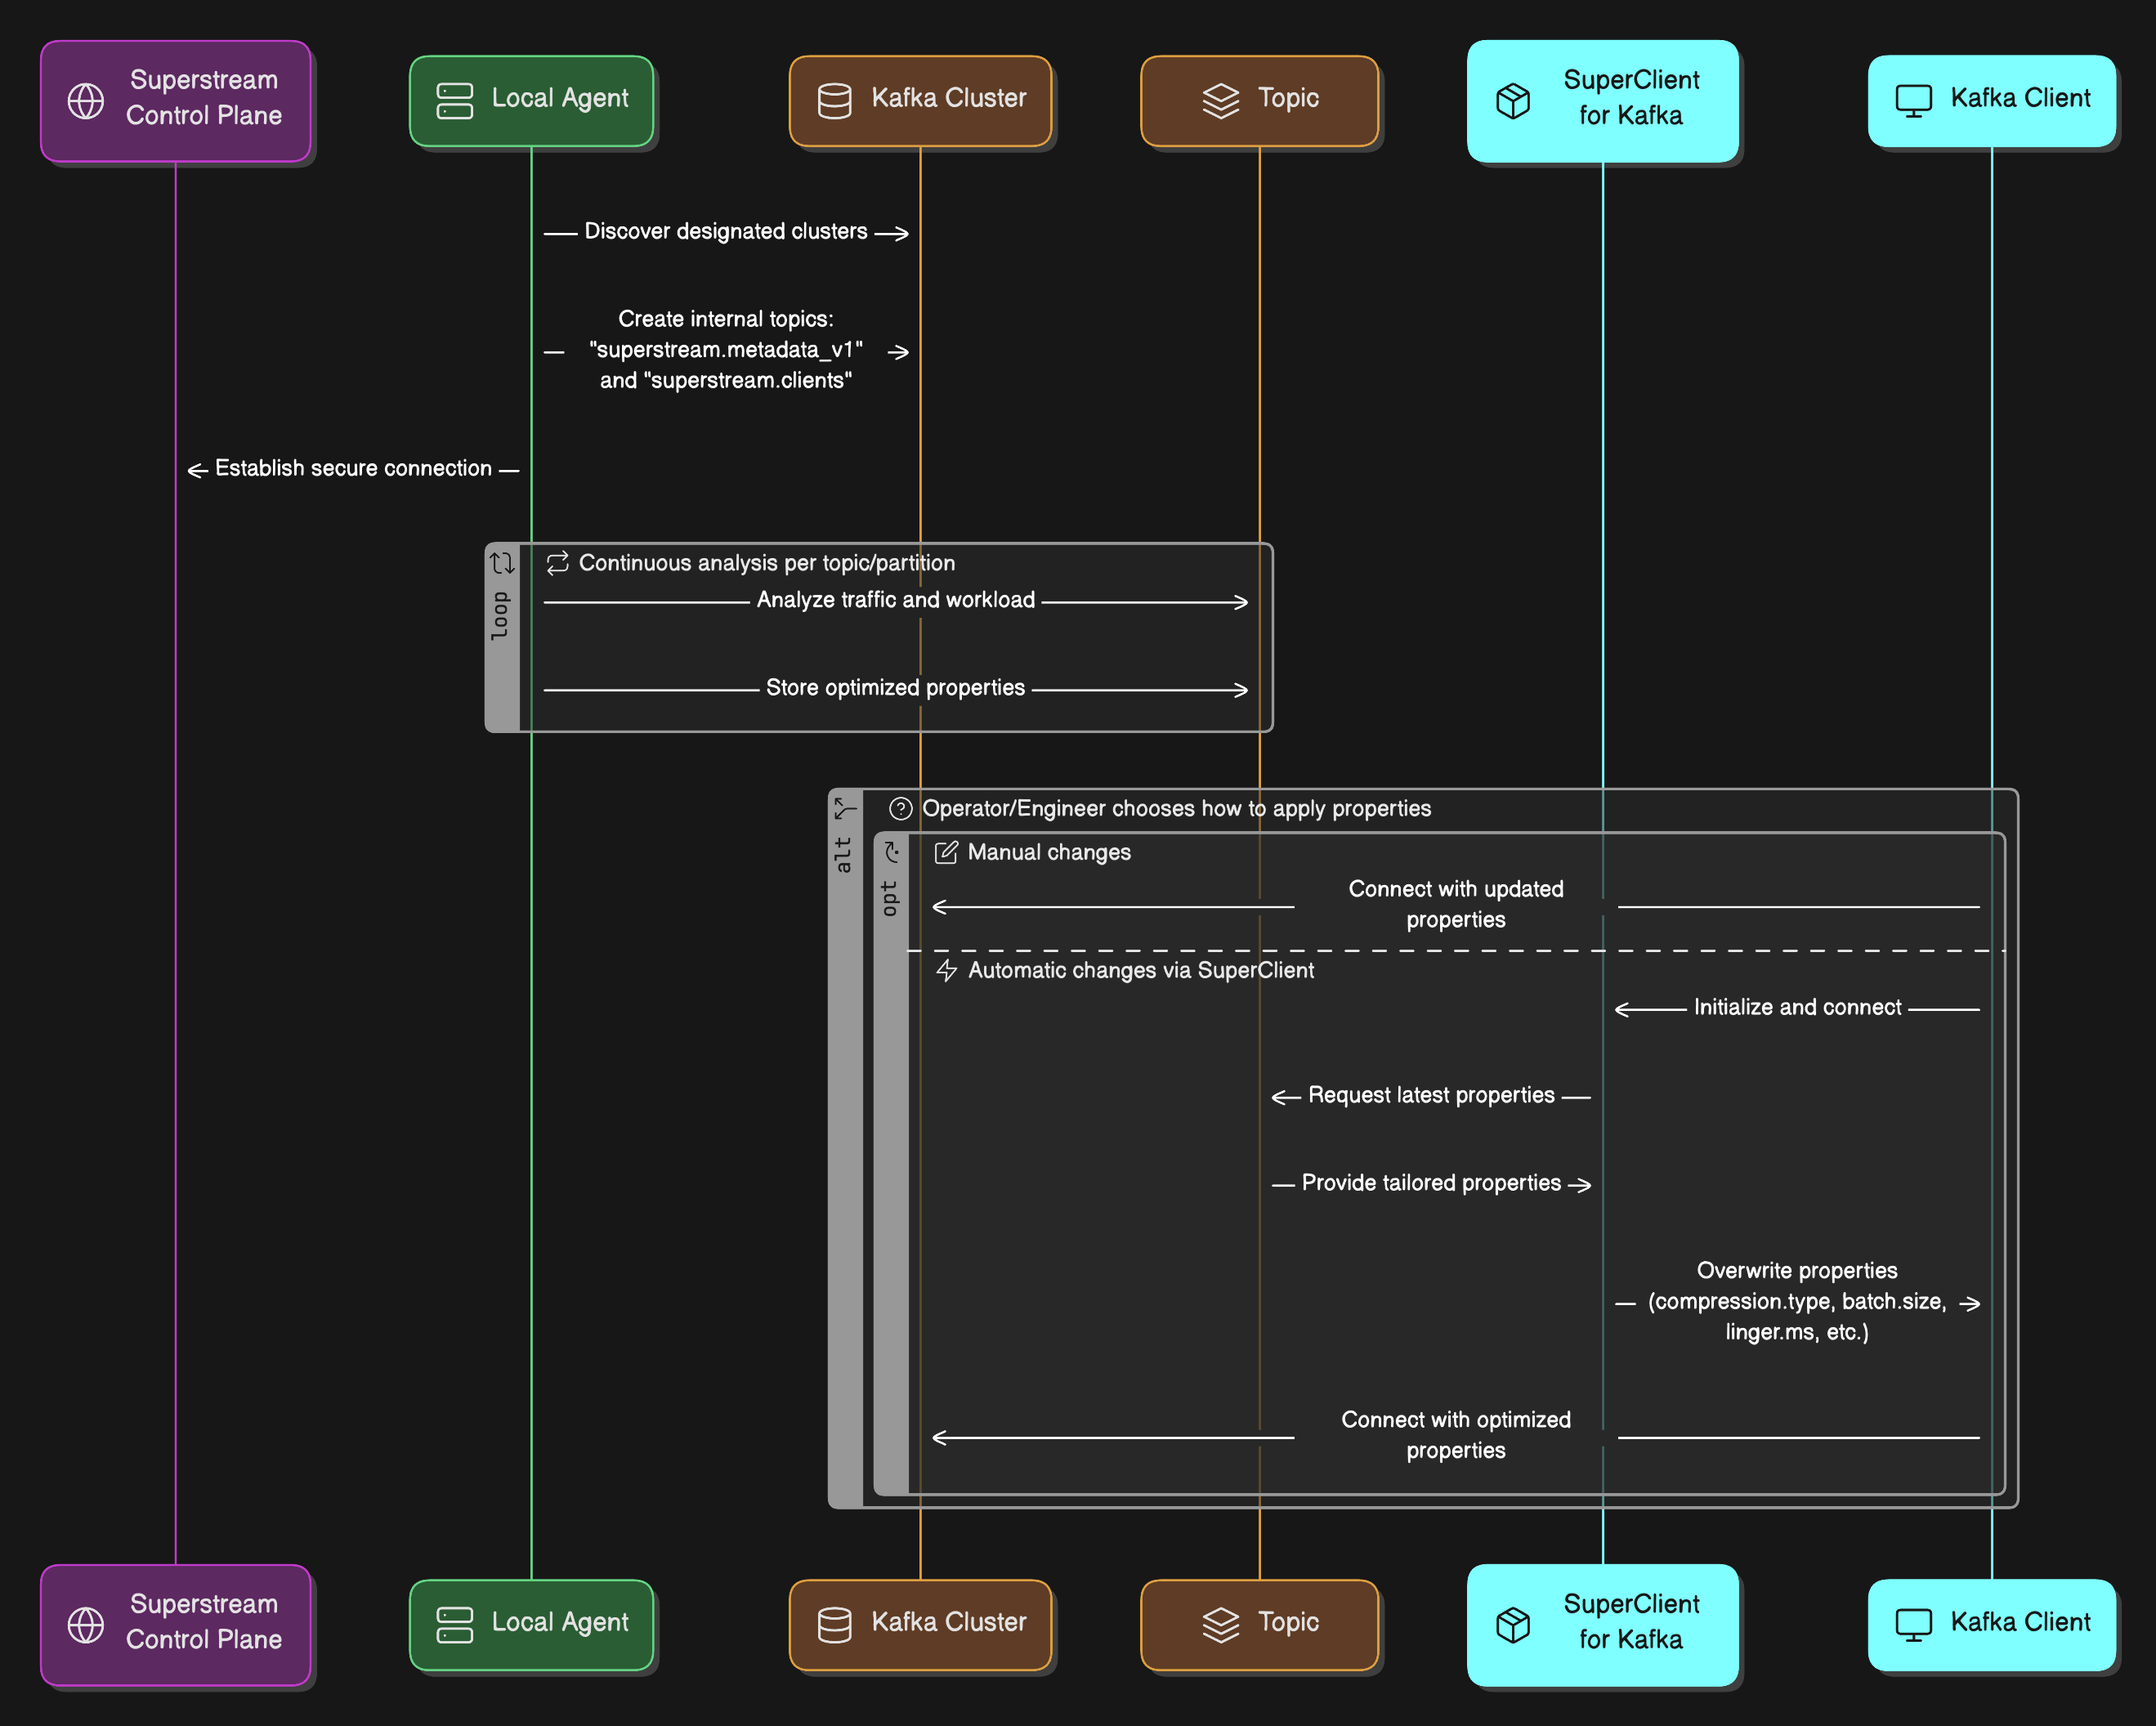 Superstream
Control Plane
Local Agent
Kafka Cluster
Topic
SuperClient
for Kafka
Kafka Client
Discover designated clusters
Create internal topics:
"superstream.metadata_v1"
and "superstream.clients"
Establish secure connection
loop
Continuous analysis per topic/partition
Analyze traffic and workload
Store optimized properties
alt
Operator/Engineer chooses how to apply properties
opt
Manual changes
Connect with updated
properties
Automatic changes via SuperClient
Initialize and connect
Request latest properties
Provide tailored properties
Overwrite properties
(compression.type, batch.size,
linger.ms, etc.)
Connect with optimized
properties
Superstream
Control Plane
Local Agent
Kafka Cluster
Topic
SuperClient
for Kafka
Kafka Client